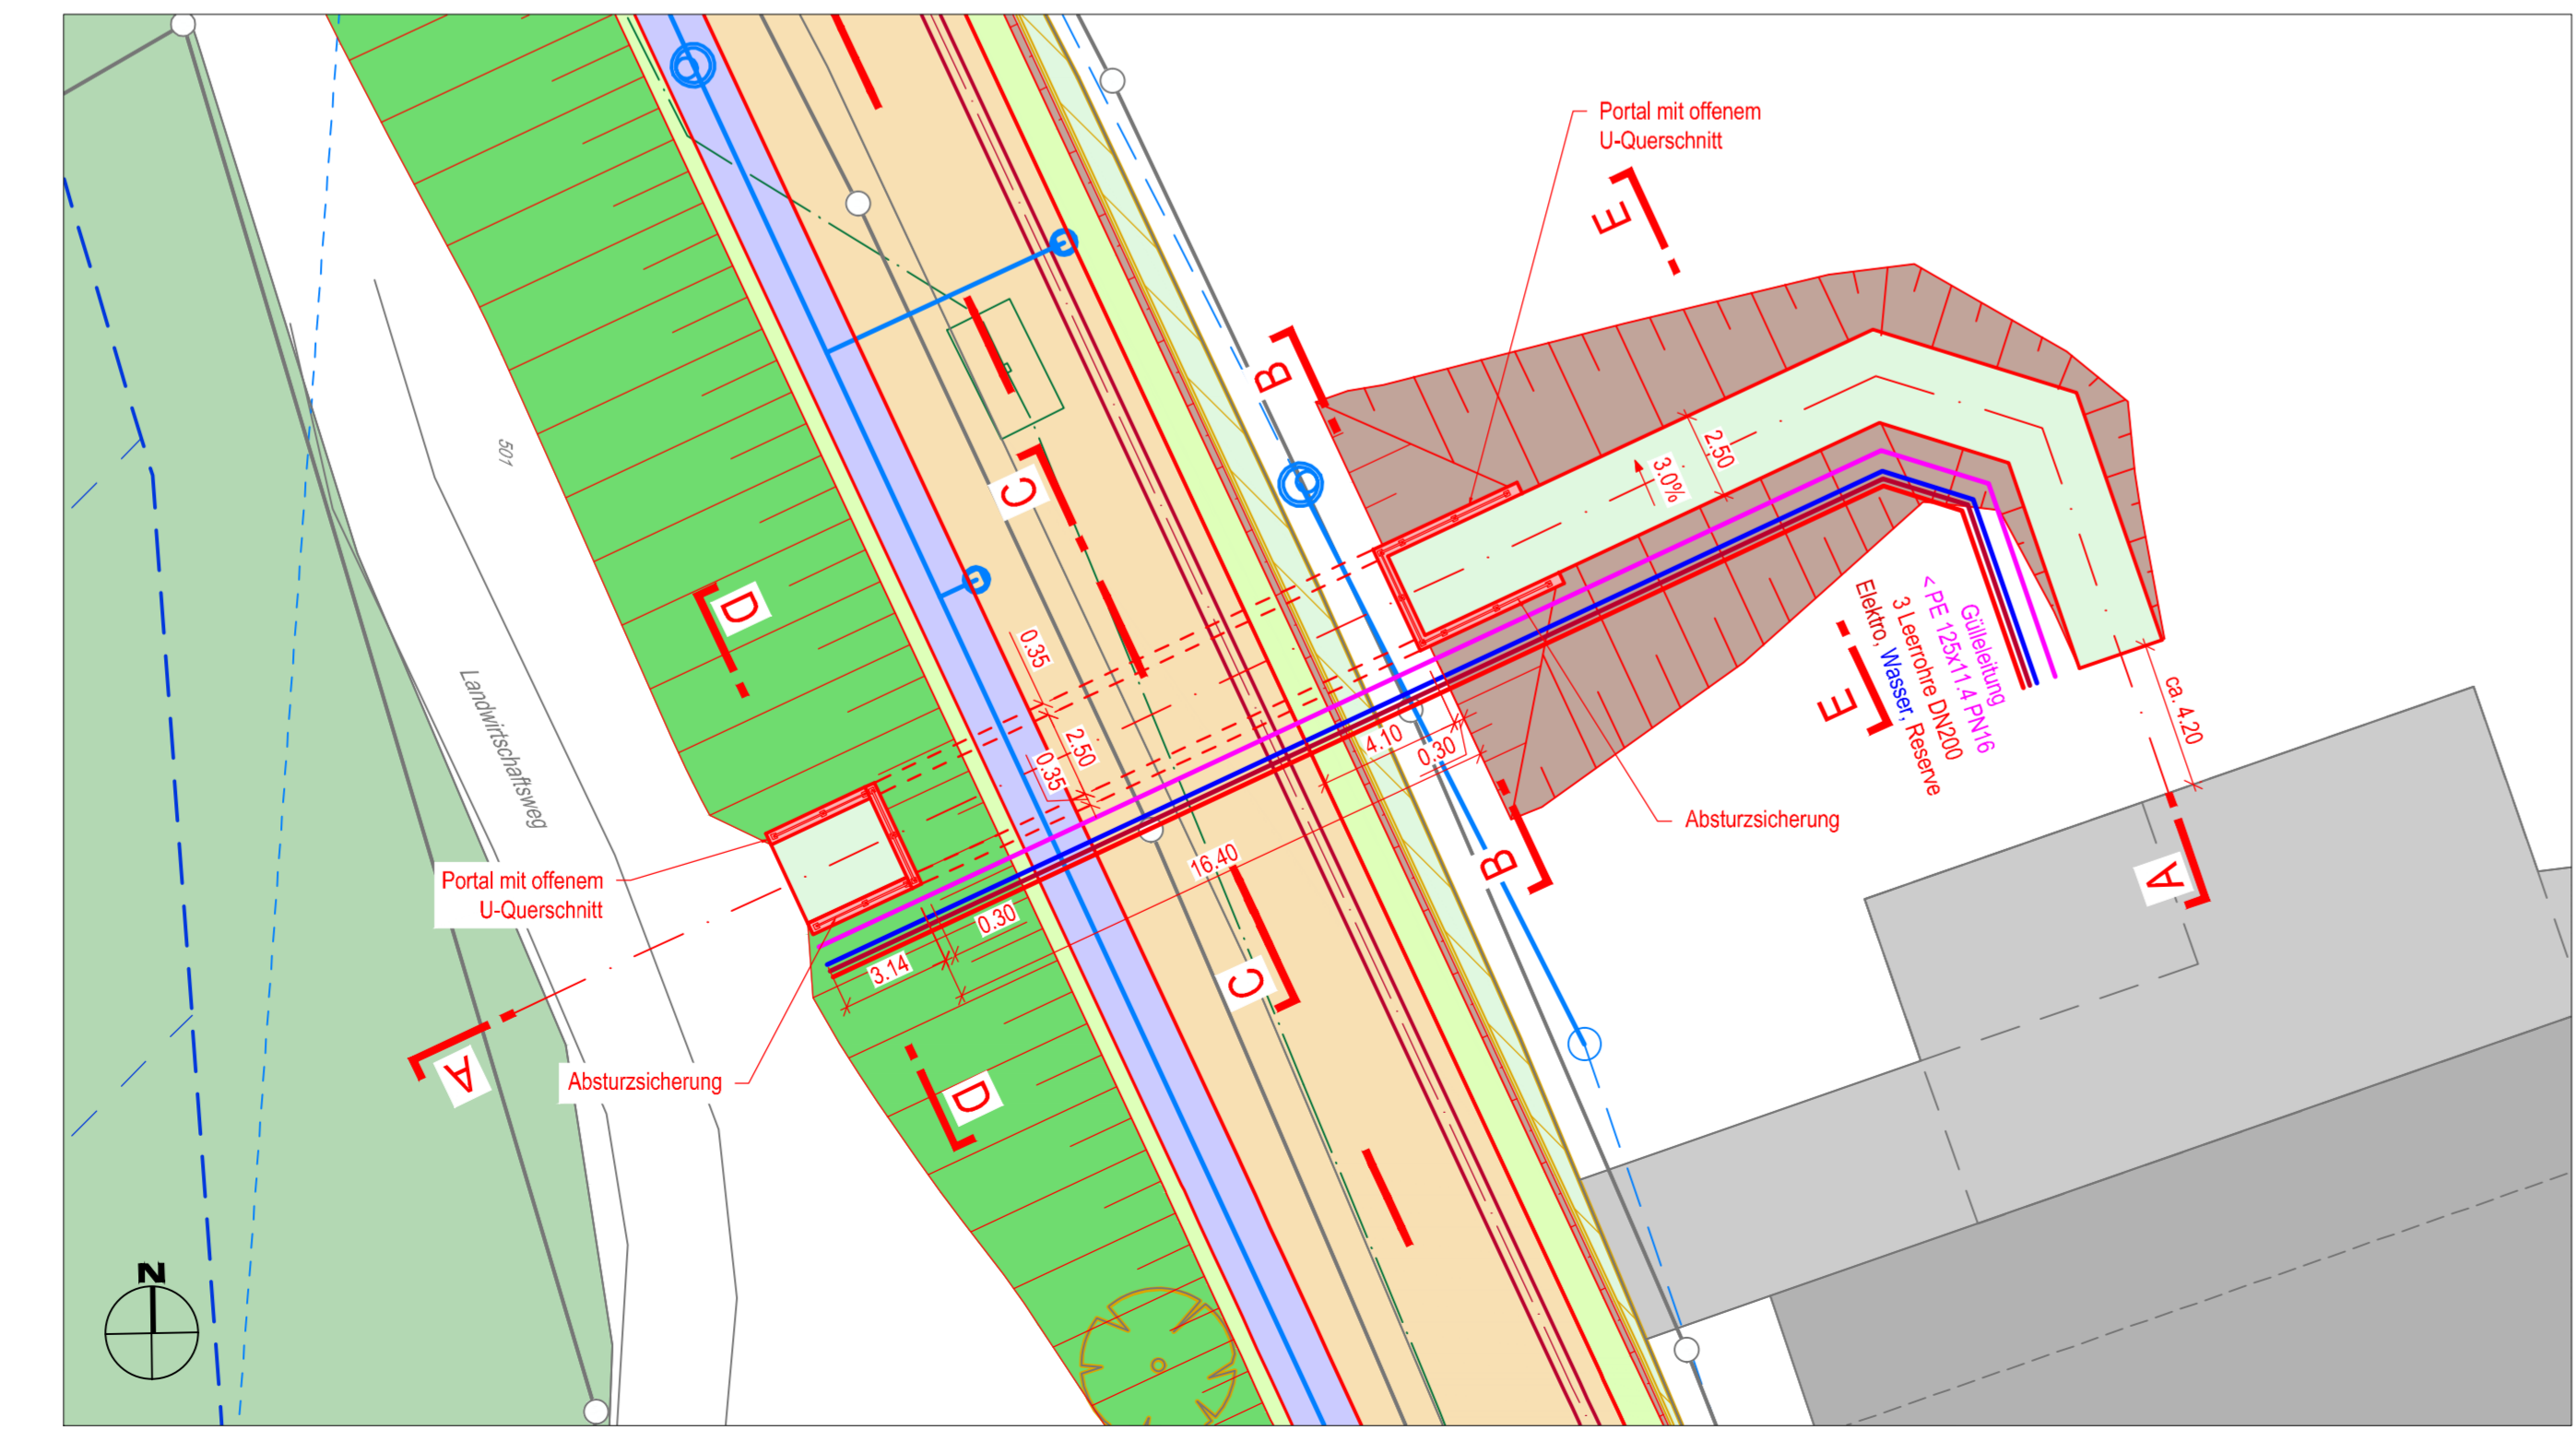 Portal mit offenem
U-Querschnitt
E
B
501
C
2.50
3.0%
D
0.35
2.50
0.35
Landwirtschaftsweg
Gülleleitung
< PE 125x11.4 PN16
3 Leerrohre DN200
Elektro, Wasser, Reserve
E
ca. 4.20
4.10
0.30
Absturzsicherung
16.40
B
A
Portal mit offenem
U-Querschnitt
0.30
3.14
C
A
Absturzsicherung
D
N